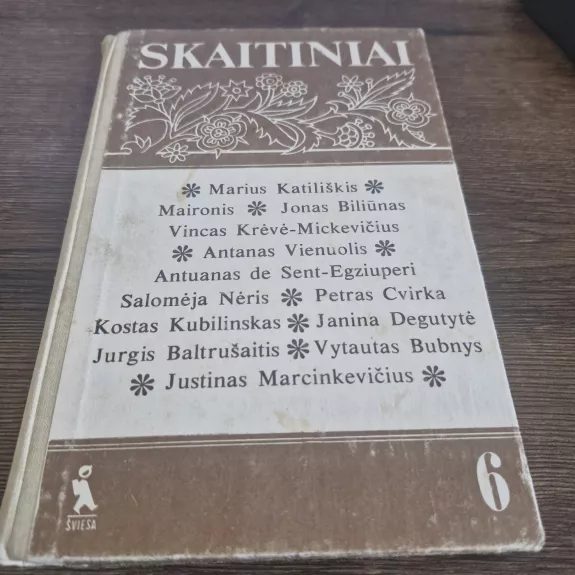 SKAITINIAI
✻ Marius Katiliškis ✻
Maironis ✻ Jonas Biliūnas
Vincas Krėvė-Mickevičius
✻ Antanas Vienuolis ✻
Antuanas de Sent-Egziuperi
Salomėja Nėris ✻ Petras Cvirka
Kostas Kubilinskas ✻ Janina Degutytė
Jurgis Baltrušaitis ✻ Vytautas Bubnys
✻ Justinas Marcinkevičius ✻
ŠVIESA
6